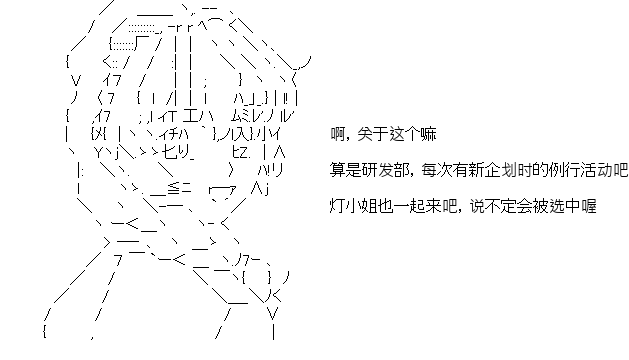 啊，关于这个嘛
算是研发部，每次有新企划时的例行活动吧
灯小姐也一起来吧，说不定会被选中喔